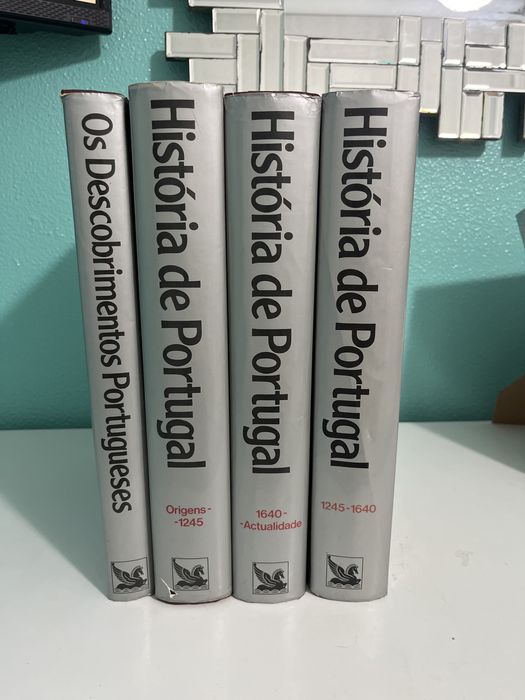 Os Descobrimentos Portugueses
História de Portugal
Origens-
-1245
História de Portugal
1640-
-Actualidade
História de Portugal
1245-1640